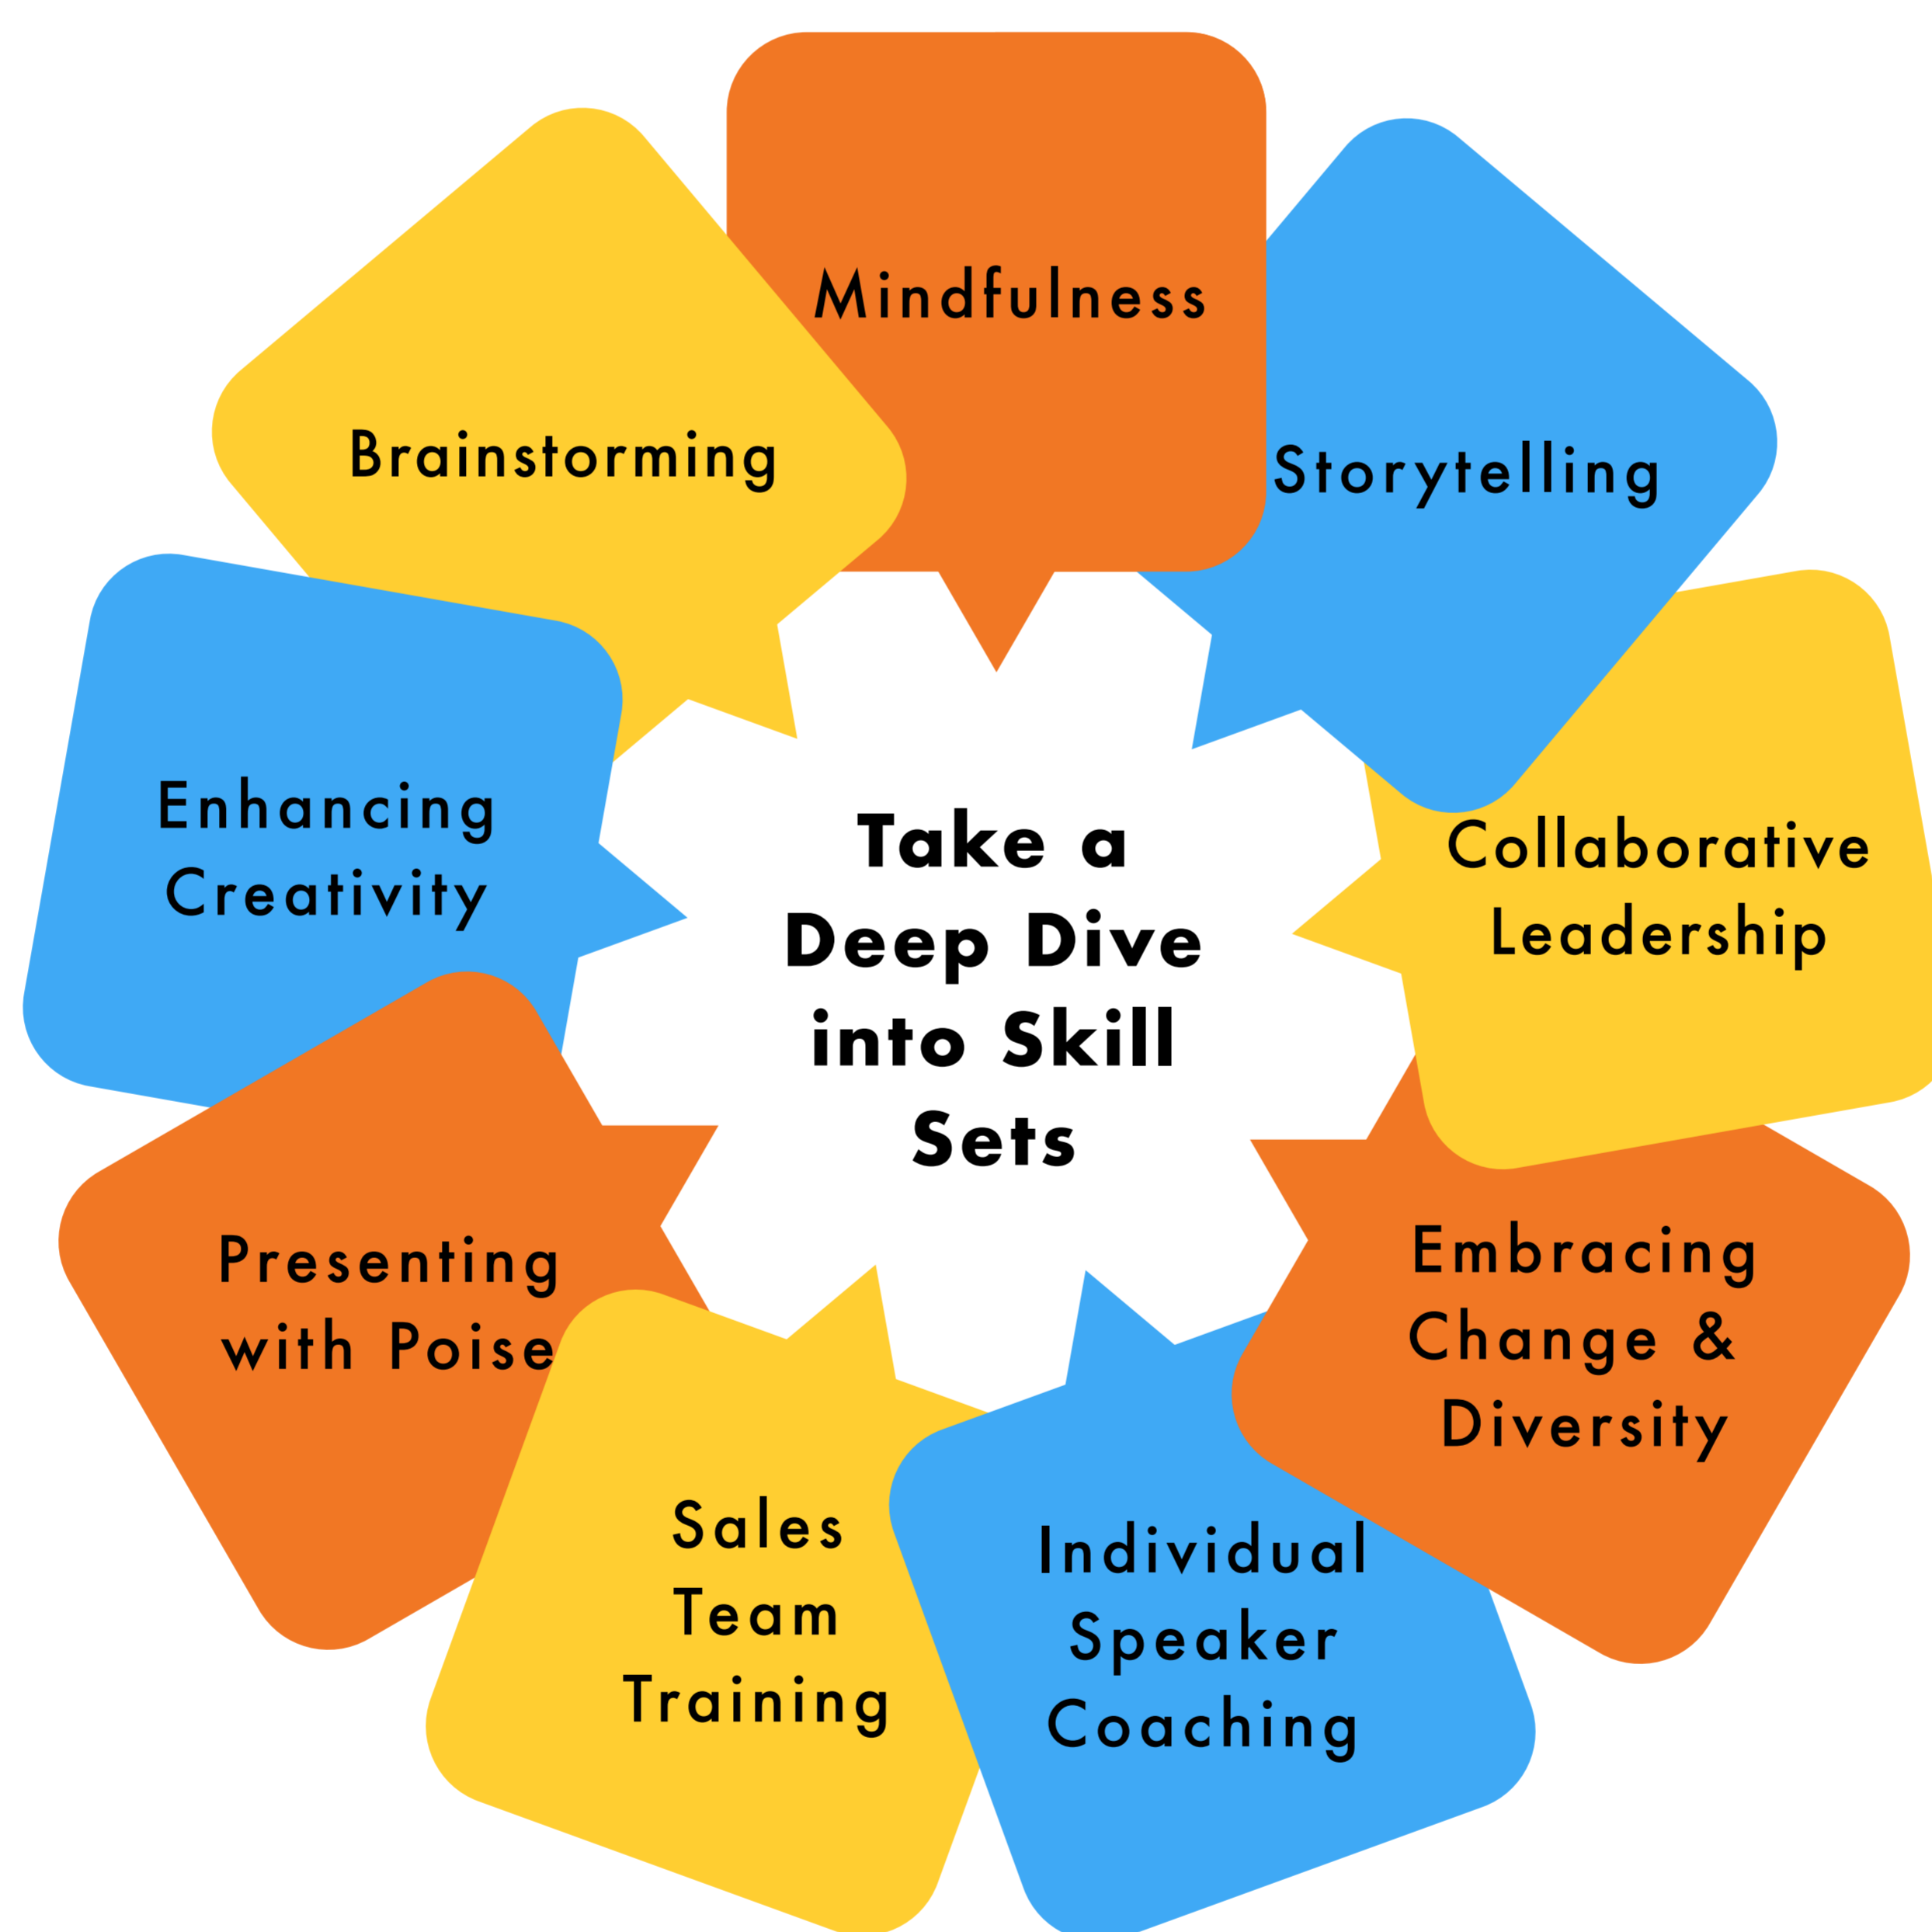 Mindfulness
Storytelling
Collaborative
Leadership
Embracing
Change &
Diversity
Individual
Speaker
Coaching
Sales
Team
Training
Presenting
with Poise
Enhancing
Creativity
Brainstorming
Take a
Deep Dive
into Skill
Sets